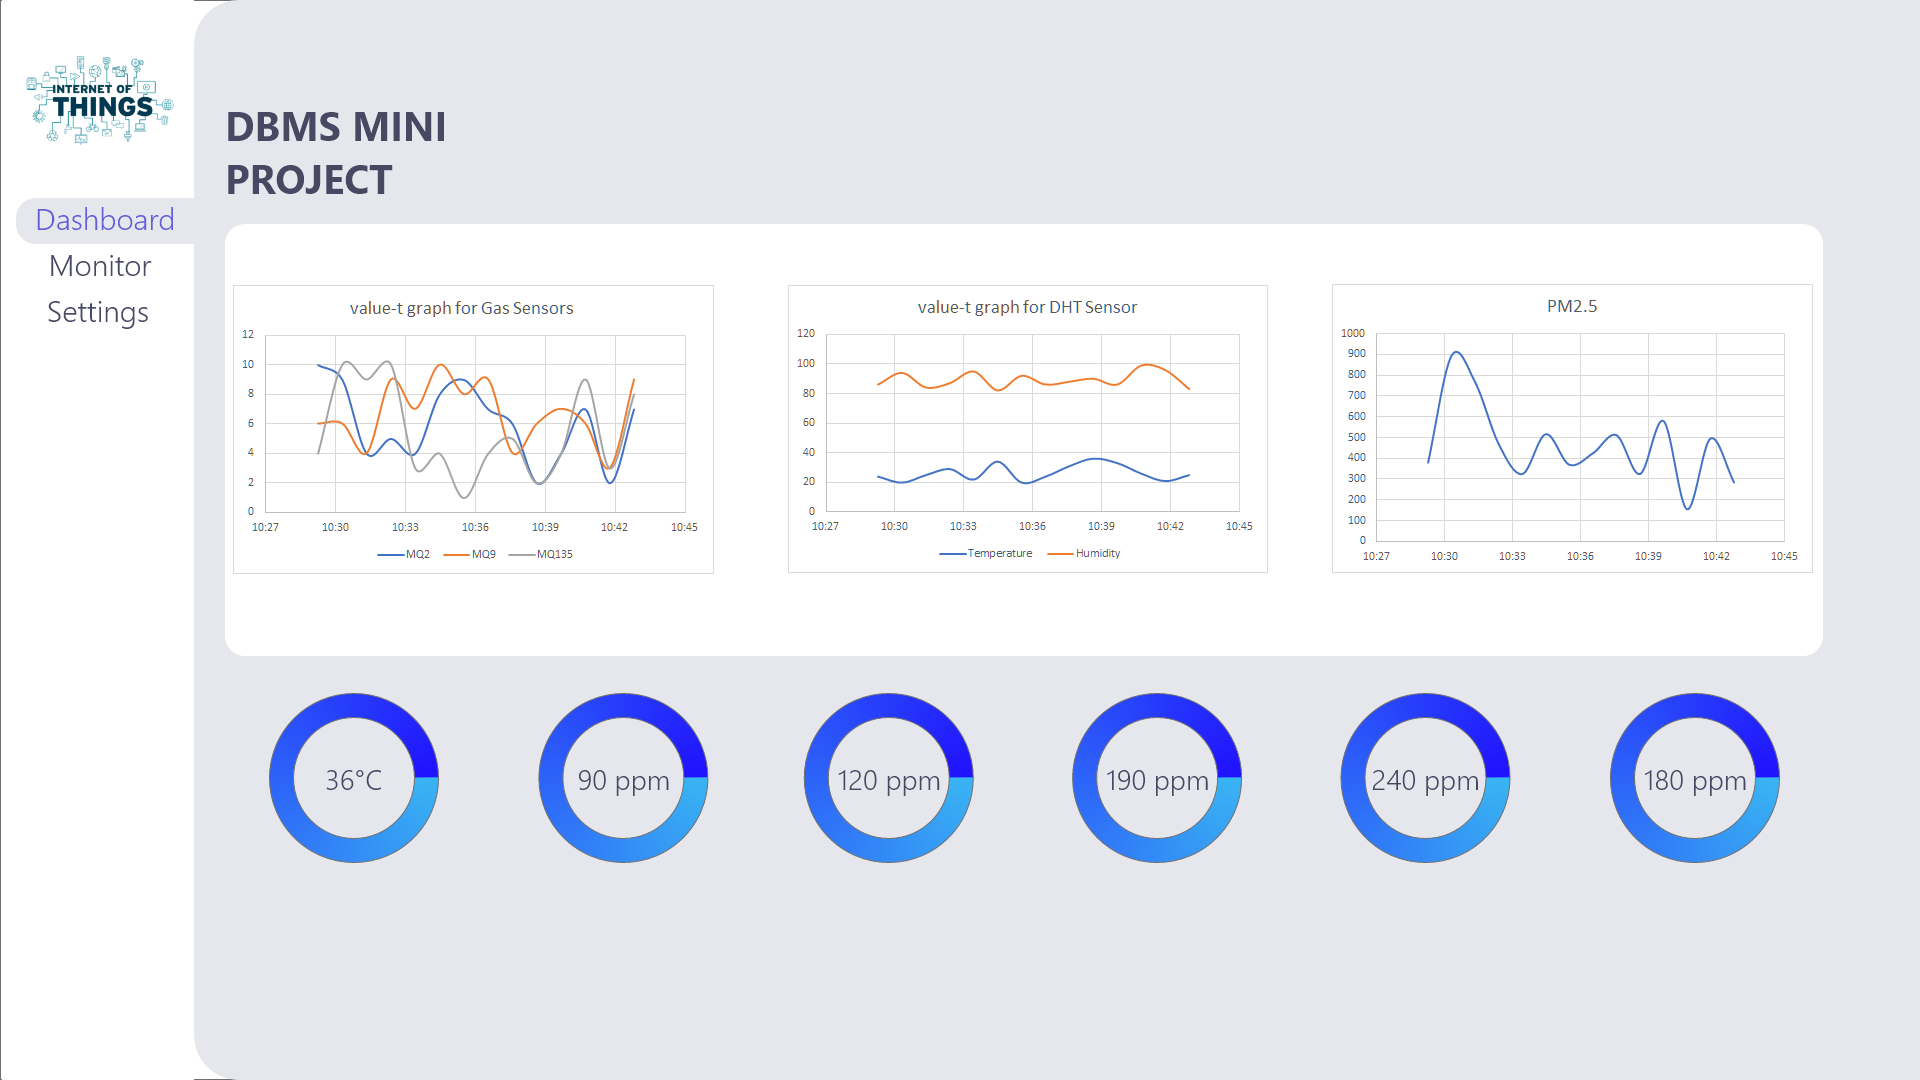 INTERNET OF
THINGS
DBMS MINI
PROJECT
Dashboard
Monitor
Settings
value-t graph for Gas Sensors
12
10
8
6
4
2
0
10:27 10:30 10:33 10:36 10:39 10:42 10:45
MQ2 MQ9 MQ135
value-t graph for DHT Sensor
120
100
80
60
40
20
0
10:27 10:30 10:33 10:36 10:39 10:42 10:45
Temperature Humidity
PM2.5
1000
900
800
700
600
500
400
300
200
100
0
10:27 10:30 10:33 10:36 10:39 10:42 10:45
36°C 90 ppm 120 ppm 190 ppm 240 ppm 180 ppm